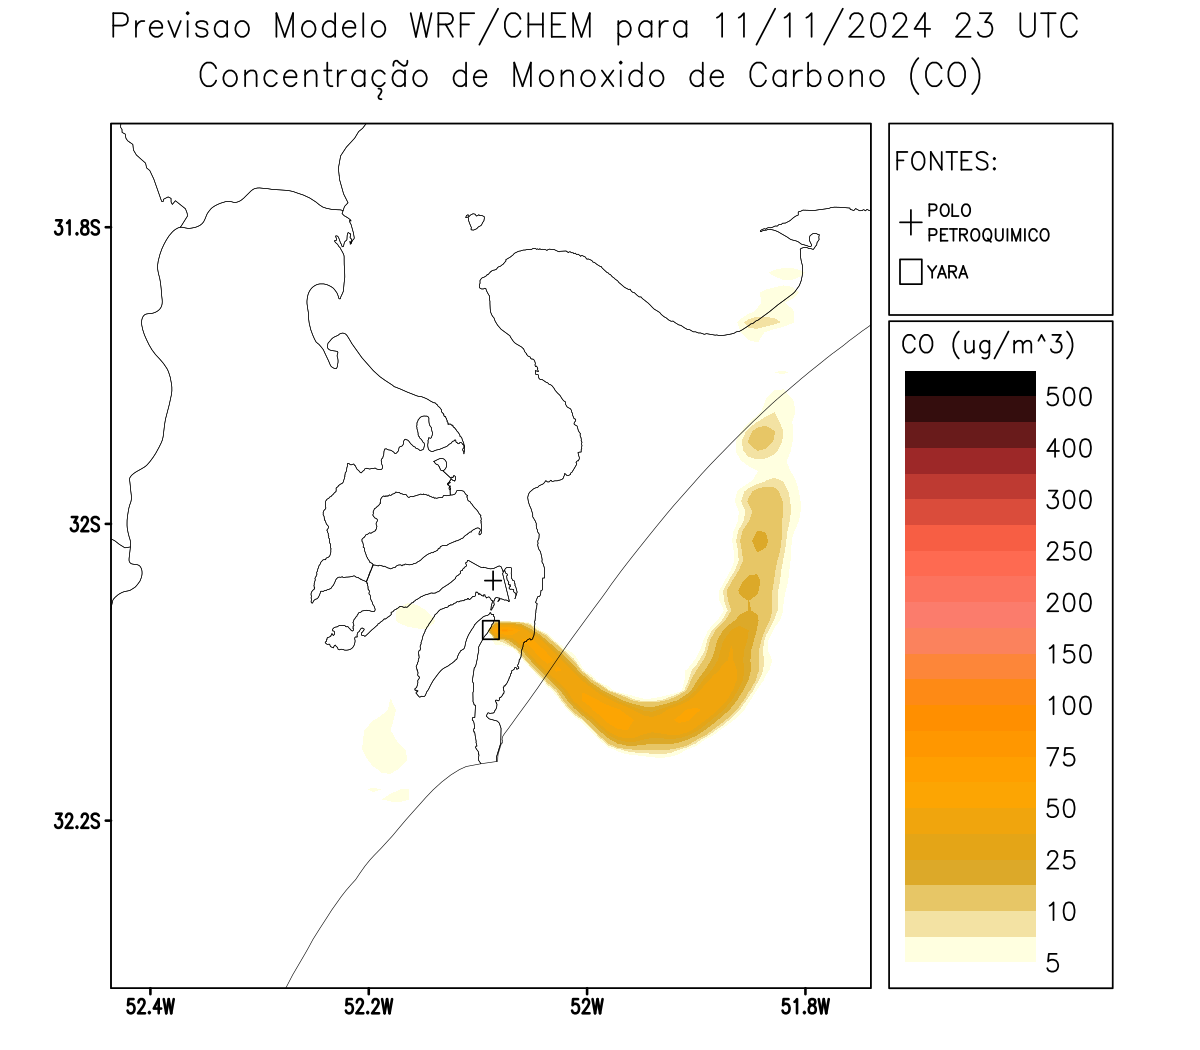 Previsao Modelo WRF/CHEM para 11/11/2024 23 UTC
Concentração de Monoxido de Carbono (CO)
FONTES:
POLO
PETROQUIMICO
YARA
CO (ug/m^3)
500
400
300
250
200
150
100
75
50
25
10
5
31.8S
32S
32.2S
52.4W
52.2W
52W
51.8W